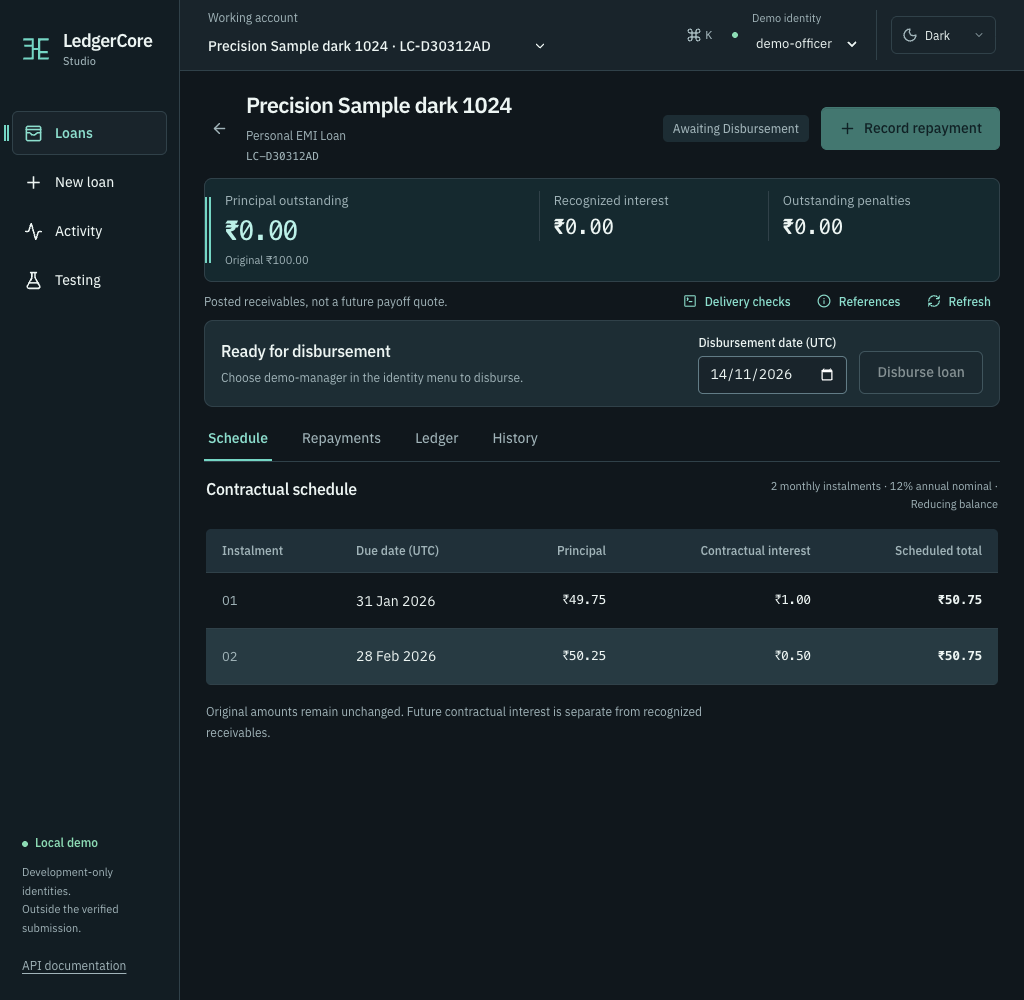 LedgerCore
Studio
Loans
New loan
Activity
Testing
Local demo
Development-only
identities.
Outside the verified
submission.
API documentation
Working account
Precision Sample dark 1024 · LC-D30312AD
⌘ K
Demo identity
demo-officer
Dark
Precision Sample dark 1024
Personal EMI Loan
LC–D30312AD
Awaiting Disbursement
Record repayment
Principal outstanding
₹0.00
Original ₹100.00
Recognized interest
₹0.00
Outstanding penalties
₹0.00
Posted receivables, not a future payoff quote.
Delivery checks
References
Refresh
Ready for disbursement
Choose demo-manager in the identity menu to disburse.
Disbursement date (UTC)
14/11/2026
Disburse loan
Schedule Repayments Ledger History
Contractual schedule
2 monthly instalments · 12% annual nominal ·
Reducing balance
Instalment Due date (UTC) Principal Contractual interest Scheduled total
01 31 Jan 2026 ₹49.75 ₹1.00 ₹50.75
02 28 Feb 2026 ₹50.25 ₹0.50 ₹50.75
Original amounts remain unchanged. Future contractual interest is separate from recognized
receivables.